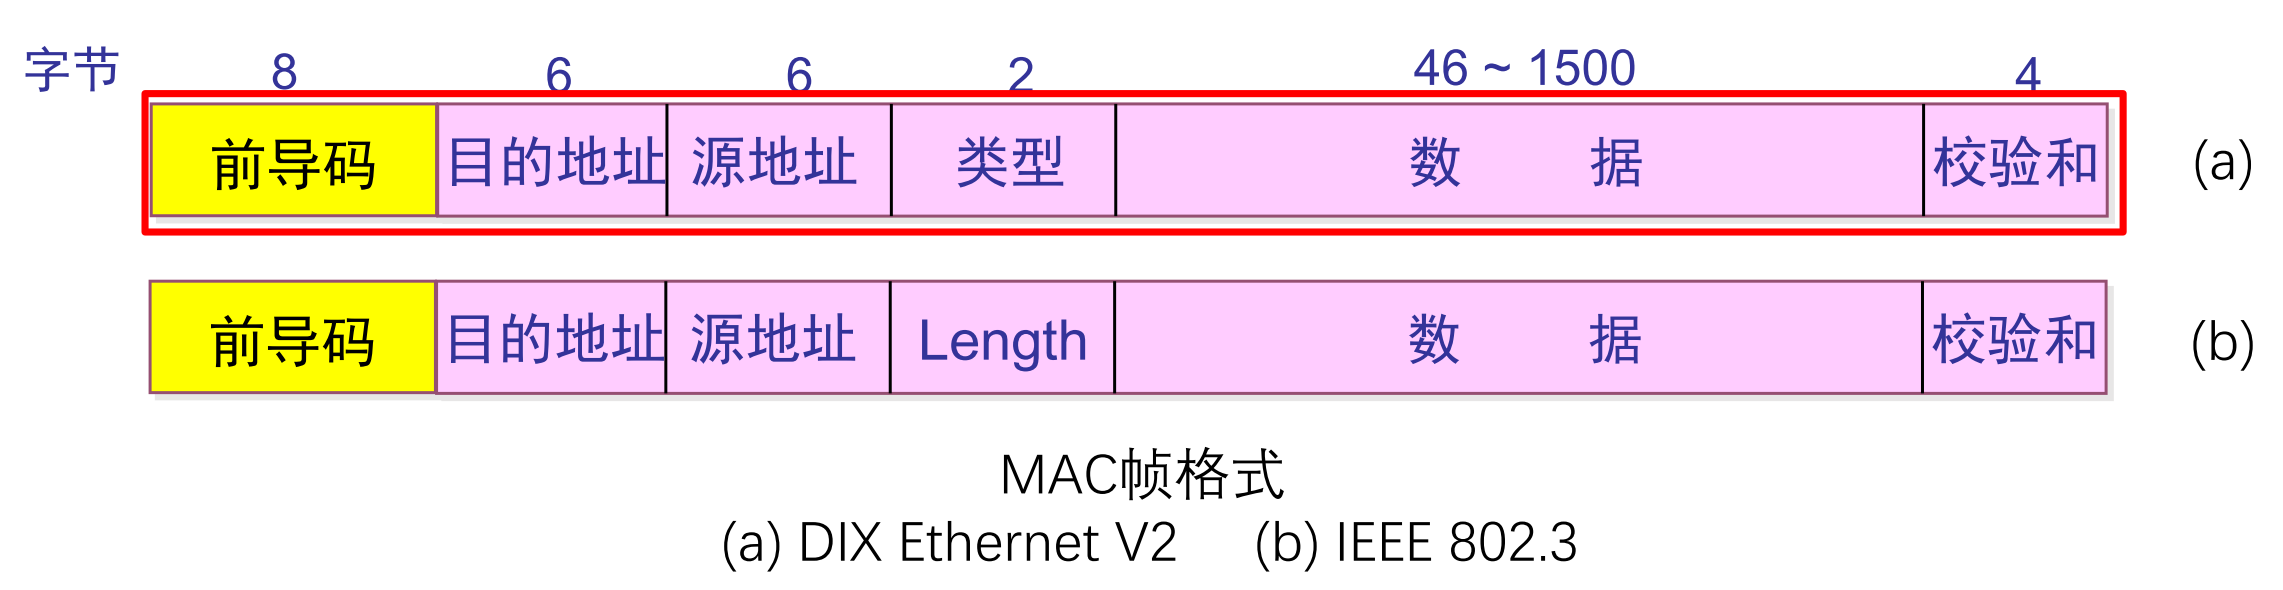 字节 8 6 6 2 46 ~ 1500 4
前导码 目的地址 源地址 类型 数 据 校验和 (a)
前导码 目的地址 源地址 Length 数 据 校验和 (b)
MAC帧格式
(a) DIX Ethernet V2 (b) IEEE 802.3